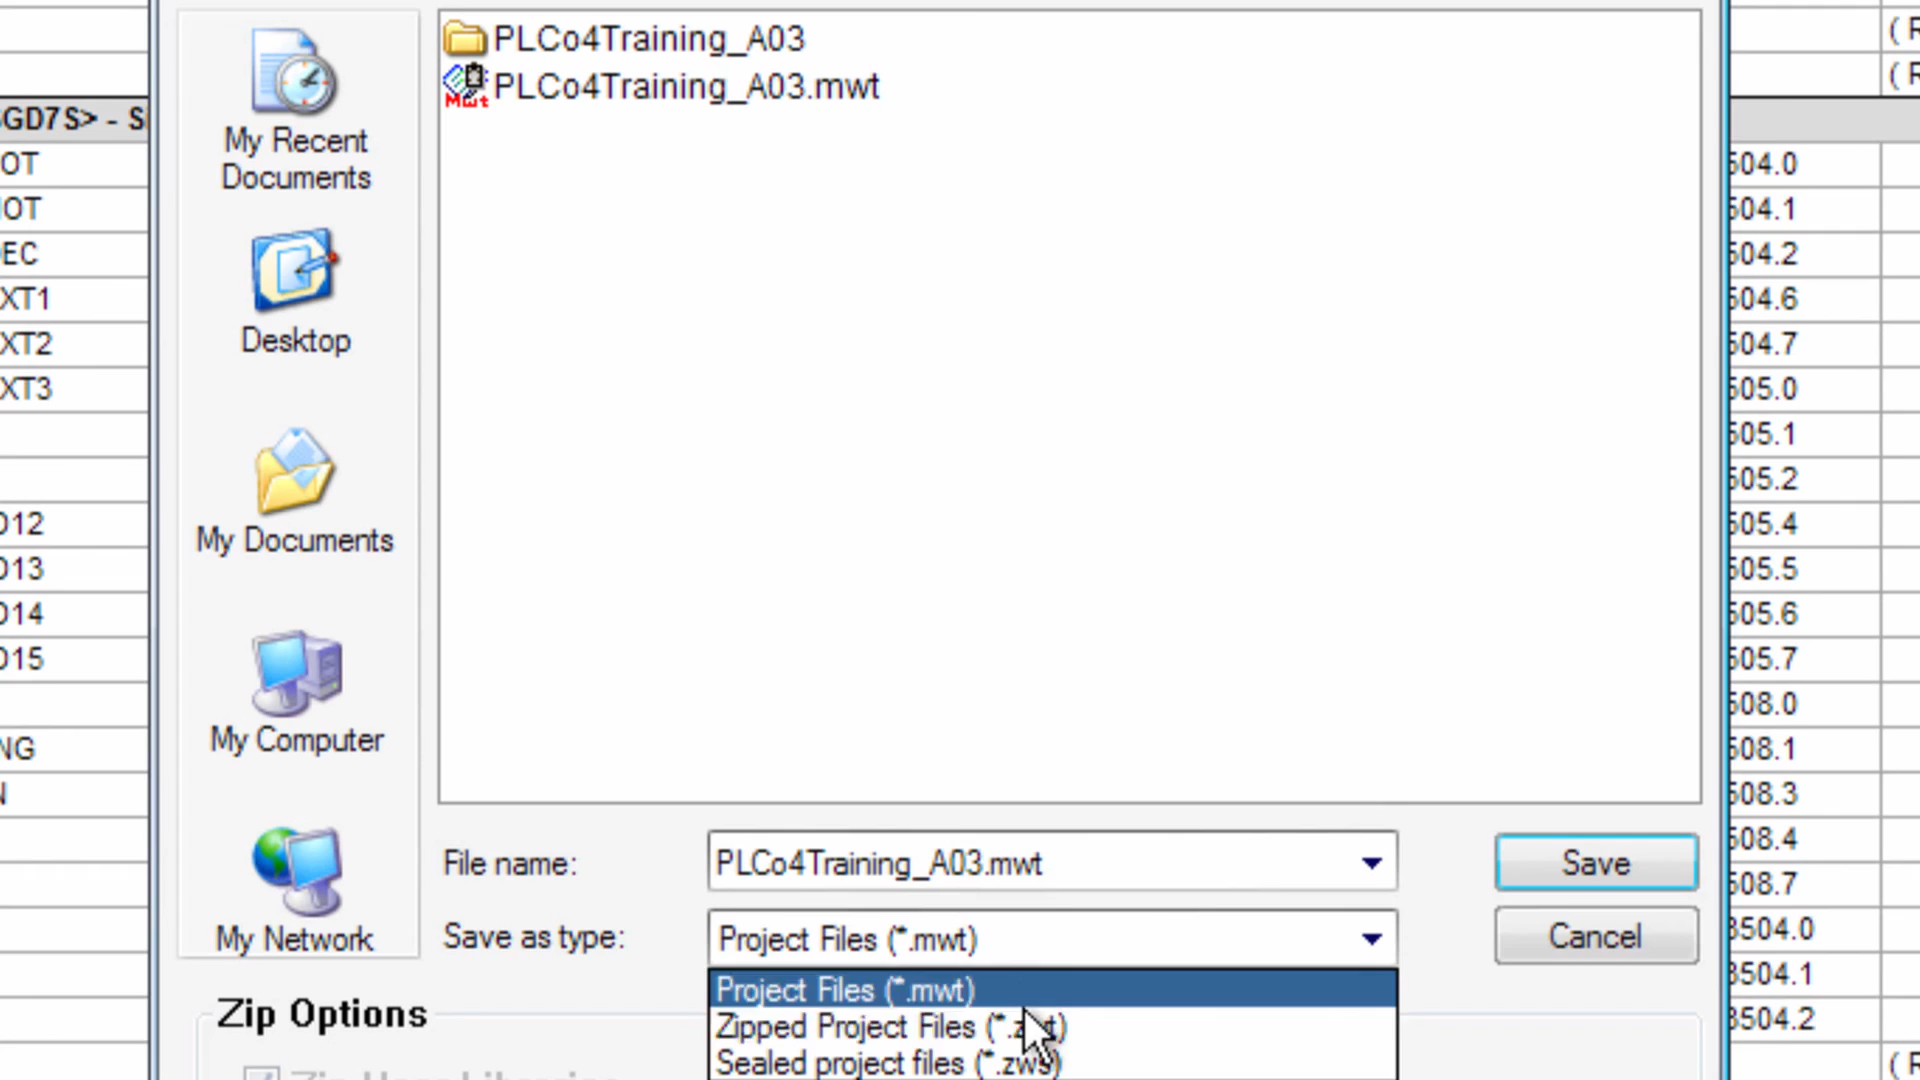 PLCo4Training_A03
PLCo4Training_A03.mwt
My Recent
Documents
Desktop
My Documents
My Computer
My Network
File name:
PLCo4Training_A03.mwt
Save
Save as type:
Project Files (*.mwt)
Cancel
Project Files (*.mwt)
Zipped Project Files
Sealed project files (*.zws)
Zip Options
GD7S> - S
OT
OT
EC
XT1
XT2
XT3
D12
D13
D14
D15
NG
N
( R
( R
504.0
504.1
504.2
504.6
504.7
505.0
505.1
505.2
505.4
505.5
505.6
505.7
508.0
508.1
508.3
508.4
508.7
3504.0
3504.1
3504.2
( R